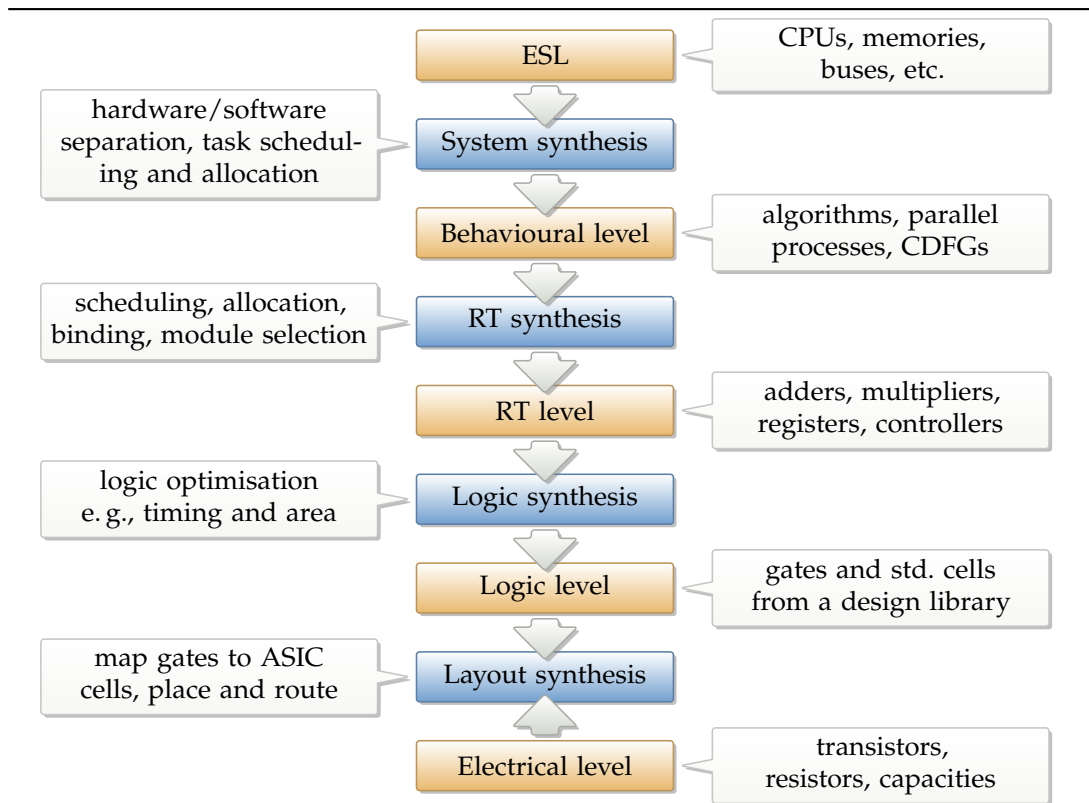 ESL
CPUs, memories,
buses, etc.
hardware/software
separation, task schedul-
ing and allocation
System synthesis
Behavioural level
algorithms, parallel
processes, CDFGs
scheduling, allocation,
binding, module selection
RT synthesis
RT level
adders, multipliers,
registers, controllers
logic optimisation
e. g., timing and area
Logic synthesis
Logic level
gates and std. cells
from a design library
map gates to ASIC
cells, place and route
Layout synthesis
Electrical level
transistors,
resistors, capacities